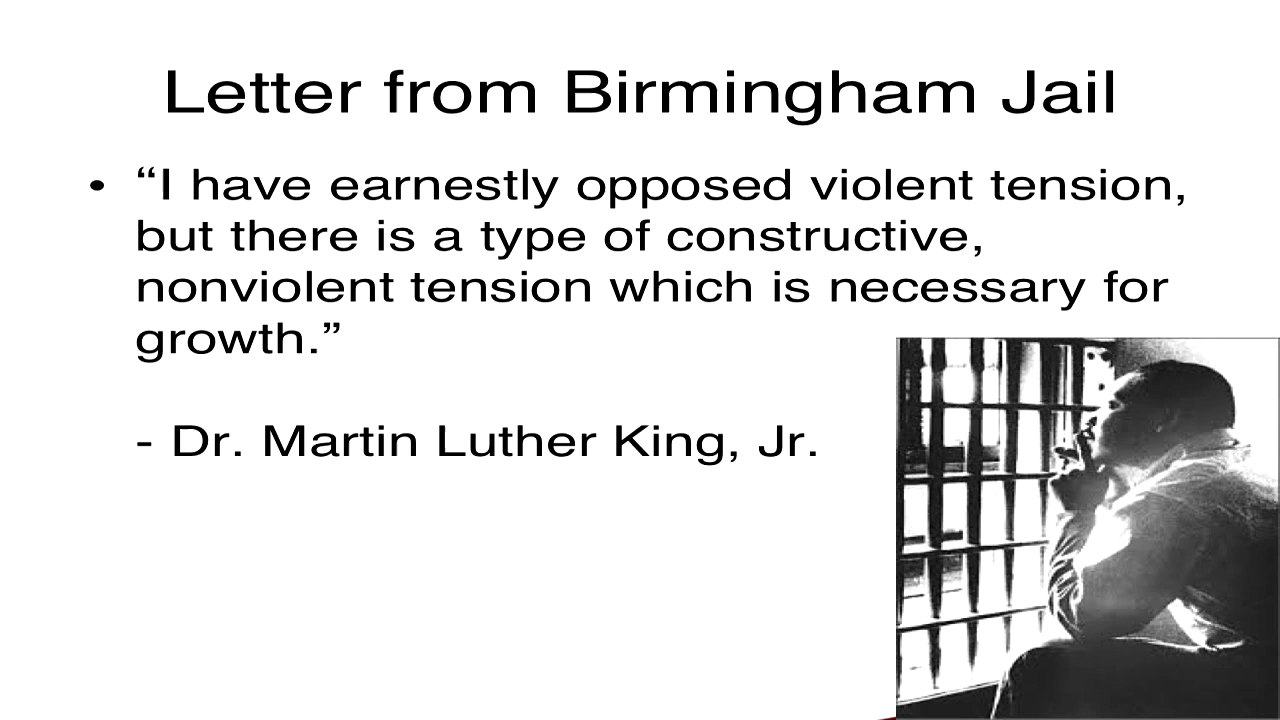 Letter from Birmingham Jail
• “I have earnestly opposed violent tension,
but there is a type of constructive,
nonviolent tension which is necessary for
growth.”
- Dr. Martin Luther King, Jr.